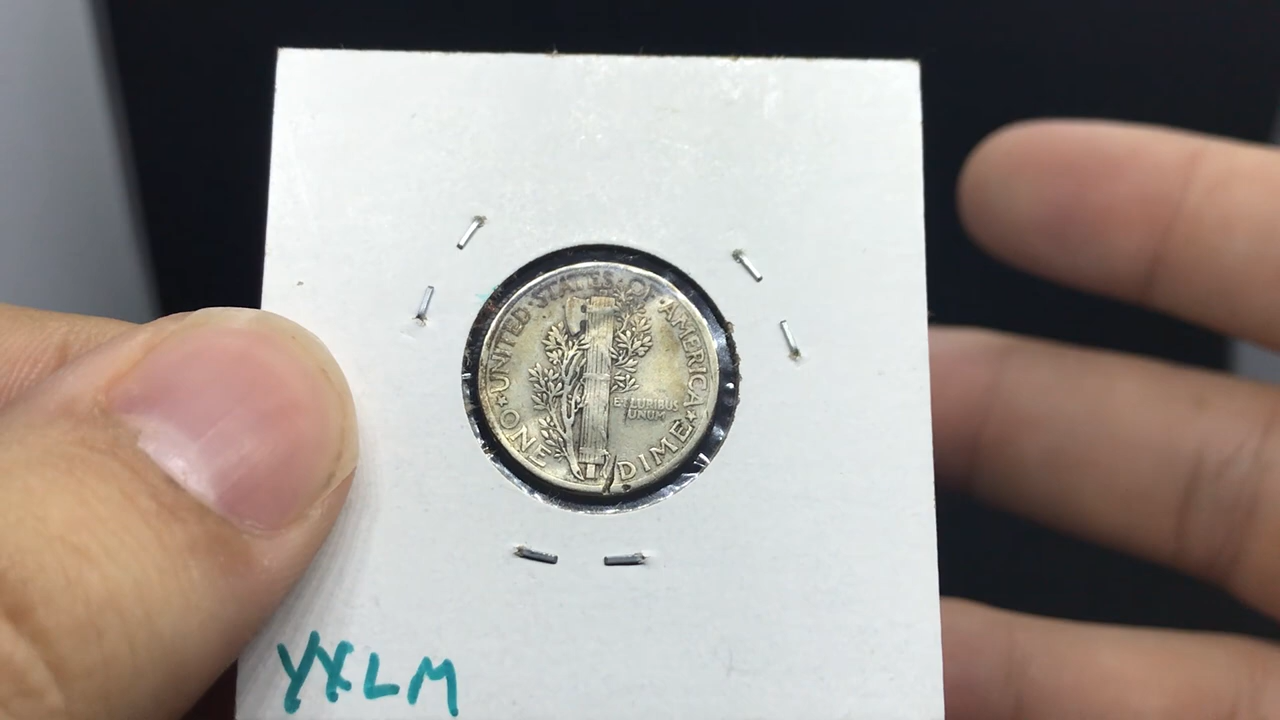 UNITED·STATES·OF·AMERICA
E·PLURIBUS
UNUM
★ONE DIME★
YXLM